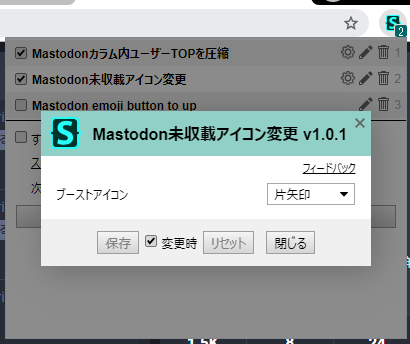 2
Mastodonカラム内ユーザーTOPを圧縮 1
Mastodon未収載アイコン変更 2
Mastodon emoji button to up 3
す
ス
次
S Mastodon未収載アイコン変更 v1.0.1
フィードバック
ブーストアイコン 片矢印
保存 変更時 リセット 閉じる
1.5K 8 24